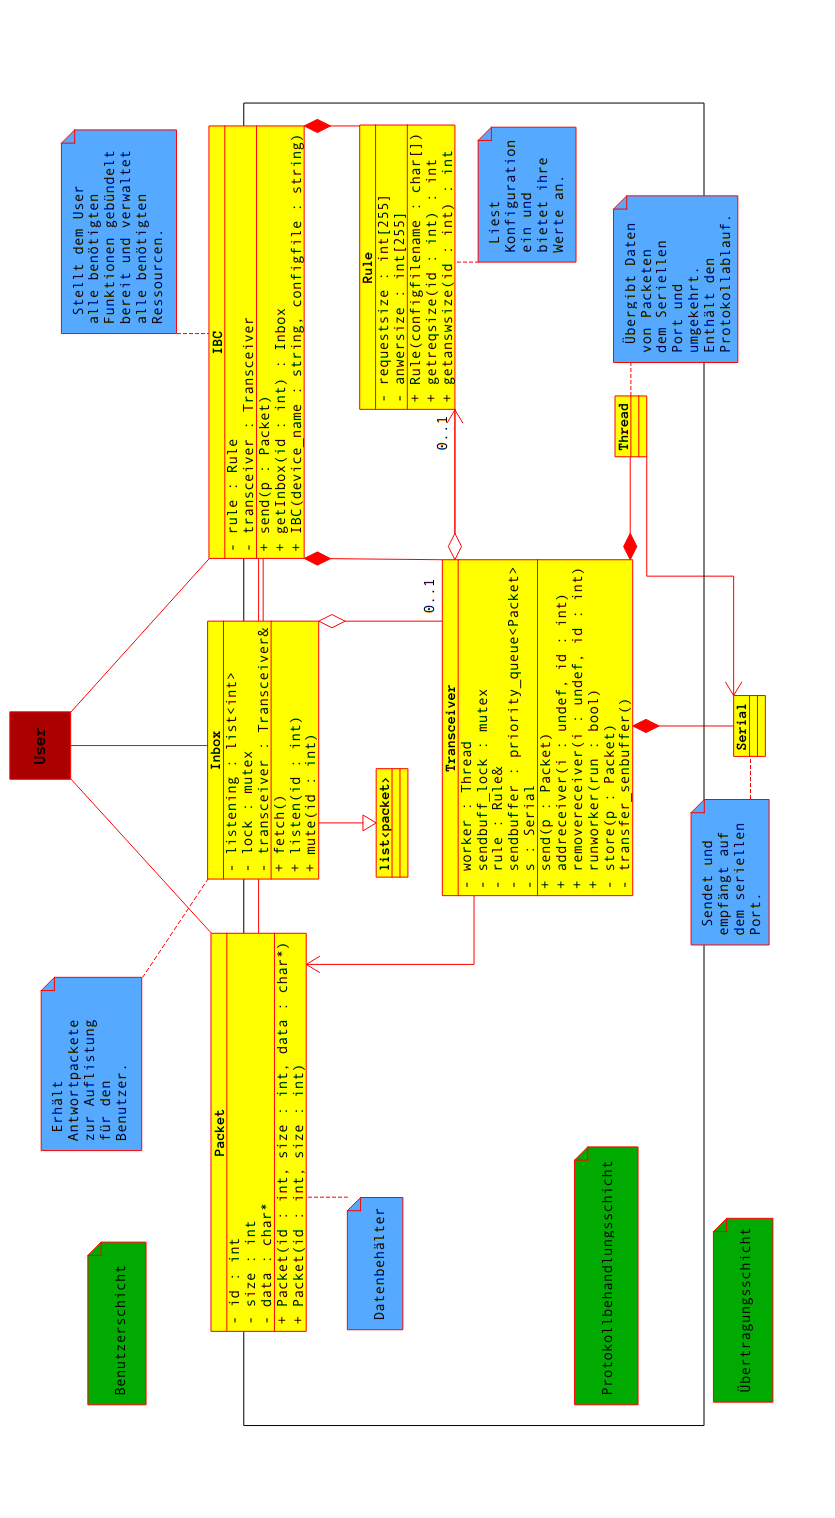 User
Erhält
Antwortpackete
zur Auflistung
für den
Benutzer.
Stellt dem User
alle benötigten
Funktionen gebündelt
bereit und verwaltet
alle benötigten
Ressourcen.
Benutzerschicht
Packet
- id : int
- size : int
- data : char*
+ Packet(id : int, size : int, data : char*)
+ Packet(id : int, size : int)
Inbox
- listening : list<int>
- lock : mutex
- transceiver : Transceiver&
+ fetch()
+ listen(id : int)
+ mute(id : int)
IBC
- rule : Rule
- transceiver : Transceiver
+ send(p : Packet)
+ getInbox(id : int) : Inbox
+ IBC(device_name : string, configfile : string)
Datenbehälter
list<packet>
Rule
- requestsize : int[255]
- anwersize : int[255]
+ Rule(configfilename : char[])
+ getreqsize(id : int) : int
+ getanswsize(id : int) : int
0..1
0..1
Liest
Konfiguration
ein und
bietet ihre
Werte an.
Transceiver
- worker : Thread
- sendbuff_lock : mutex
- rule : Rule&
- sendbuffer : priority_queue<Packet>
- s : Serial
+ send(p : Packet)
+ addreceiver(i : undef, id : int)
+ removereceiver(i : undef, id : int)
+ runworker(run : bool)
- store(p : Packet)
- transfer_senbuffer()
Protokollbehandlungsschicht
Thread
Übergibt Daten
von Packeten
dem Seriellen
Port und
umgekehrt.
Enthält den
Protokollablauf.
Übertragungsschicht
Sendet und
empfängt auf
dem seriellen
Port.
Serial